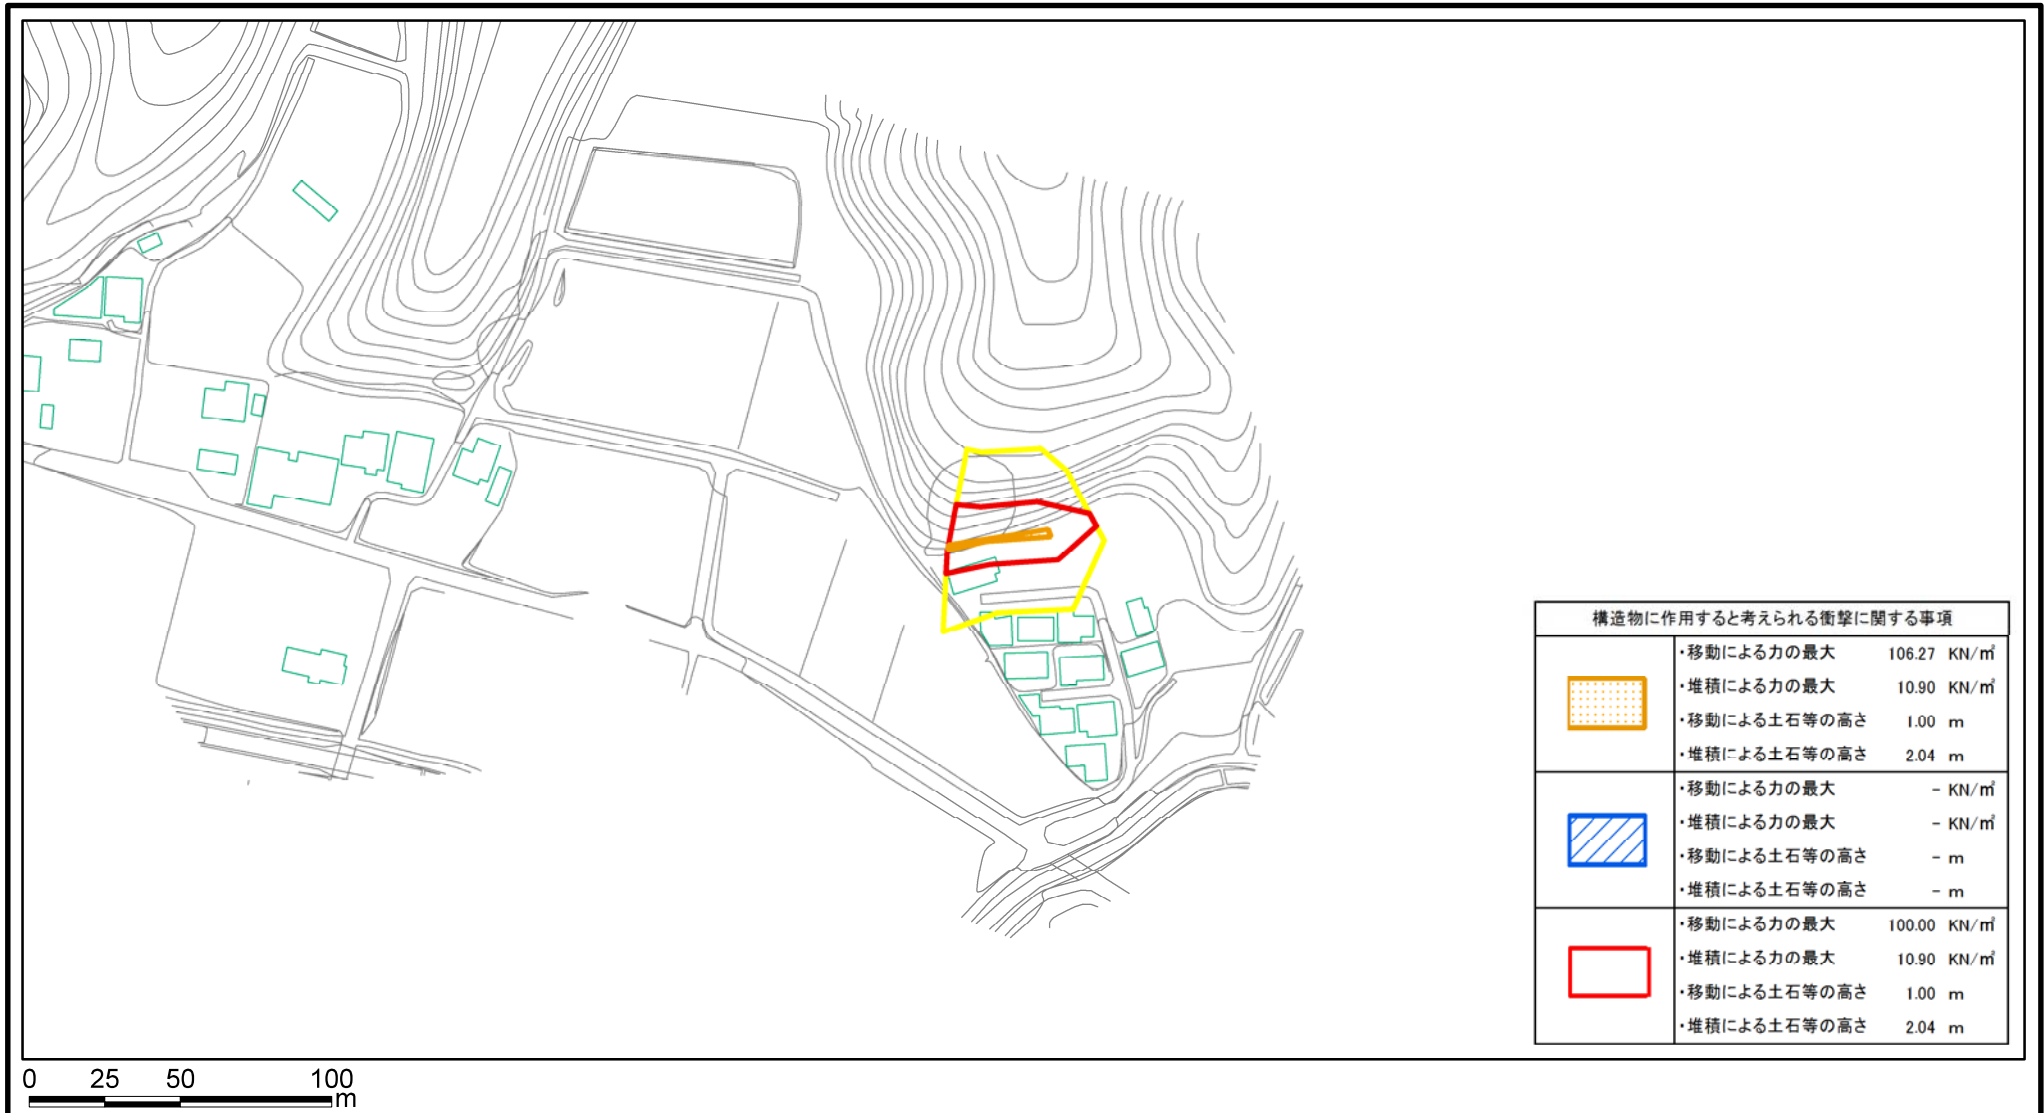 構造物に作用すると考えられる衝撃に関する事項
・移動による力の最大 106.27 KN/㎡
・堆積による力の最大 10.90 KN/㎡
・移動による土石等の高さ 1.00 m
・堆積による土石等の高さ 2.04 m
・移動による力の最大 - KN/㎡
・堆積による力の最大 - KN/㎡
・移動による土石等の高さ - m
・堆積による土石等の高さ - m
・移動による力の最大 100.00 KN/㎡
・堆積による力の最大 10.90 KN/㎡
・移動による土石等の高さ 1.00 m
・堆積による土石等の高さ 2.04 m
0 25 50 100
m